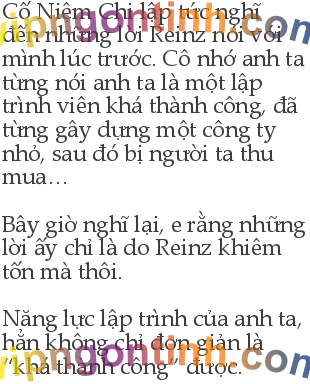 Cố Niệm Chi lập tức nghĩ
đến những lời Reinz nói với
mình lúc trước. Cô nhớ anh ta
từng nói anh ta là một lập
trình viên khá thành công, đã
từng gây dựng một công ty
nhỏ, sau đó bị người ta thu
mua...
Bây giờ nghĩ lại, e rằng những
lời ấy chỉ là do Reinz khiêm
tốn mà thôi.
Năng lực lập trình của anh ta,
hẳn không chỉ đơn giản là
“khá thành công” được.
vipngontinh.com
vipngontinh.com